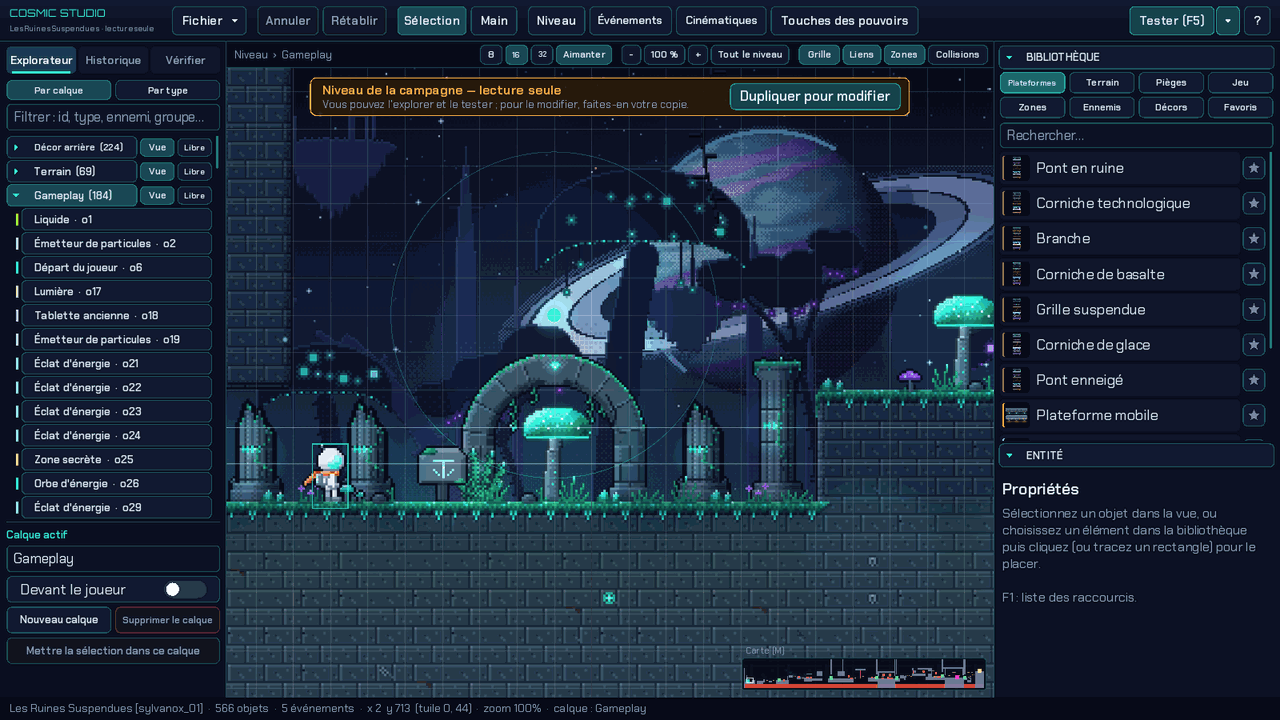 COSMIC STUDIO
Les Ruines Suspendues · lecture seule
Fichier
Annuler
Rétablir
Sélection
Main
Niveau
Événements
Cinématiques
Touches des pouvoirs
Tester (F5)
?
Explorateur
Historique
Vérifier
Par calque
Par type
Filtrer : id, type, ennemi, groupe...
Décor arrière (224)
Vue
Libre
Terrain (69)
Vue
Libre
Gameplay (184)
Vue
Libre
Liquide · o1
Émetteur de particules · o2
Départ du joueur · o6
Lumière · o17
Tablette ancienne · o18
Émetteur de particules · o19
Éclat d'énergie · o21
Éclat d'énergie · o22
Éclat d'énergie · o23
Éclat d'énergie · o24
Zone secrète · o25
Orbe d'énergie · o26
Éclat d'énergie · o29
Calque actif
Gameplay
Devant le joueur
Nouveau calque
Supprimer le calque
Mettre la sélection dans ce calque
Niveau › Gameplay
8
16
32
Aimanter
-
100 %
+
Tout le niveau
Grille
Liens
Zones
Collisions
Niveau de la campagne — lecture seule
Vous pouvez l'explorer et le tester ; pour le modifier, faites-en votre copie.
Dupliquer pour modifier
Carte [M]
BIBLIOTHÈQUE
Plateformes
Terrain
Pièges
Jeu
Zones
Ennemis
Décors
Favoris
Rechercher...
Pont en ruine
Corniche technologique
Branche
Corniche de basalte
Grille suspendue
Corniche de glace
Pont enneigé
Plateforme mobile
ENTITÉ
Propriétés
Sélectionnez un objet dans la vue, ou
choisissez un élément dans la bibliothèque
puis cliquez (ou tracez un rectangle) pour le
placer.
F1 : liste des raccourcis.
Les Ruines Suspendues [sylvanox_01] · 566 objets · 5 événements · x 2 y 713 (tuile 0, 44) · zoom 100% · calque : Gameplay